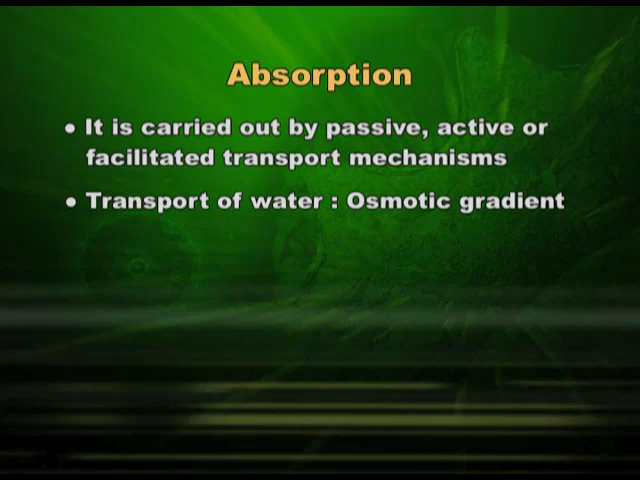 Absorption
● It is carried out by passive, active or
facilitated transport mechanisms
● Transport of water : Osmotic gradient